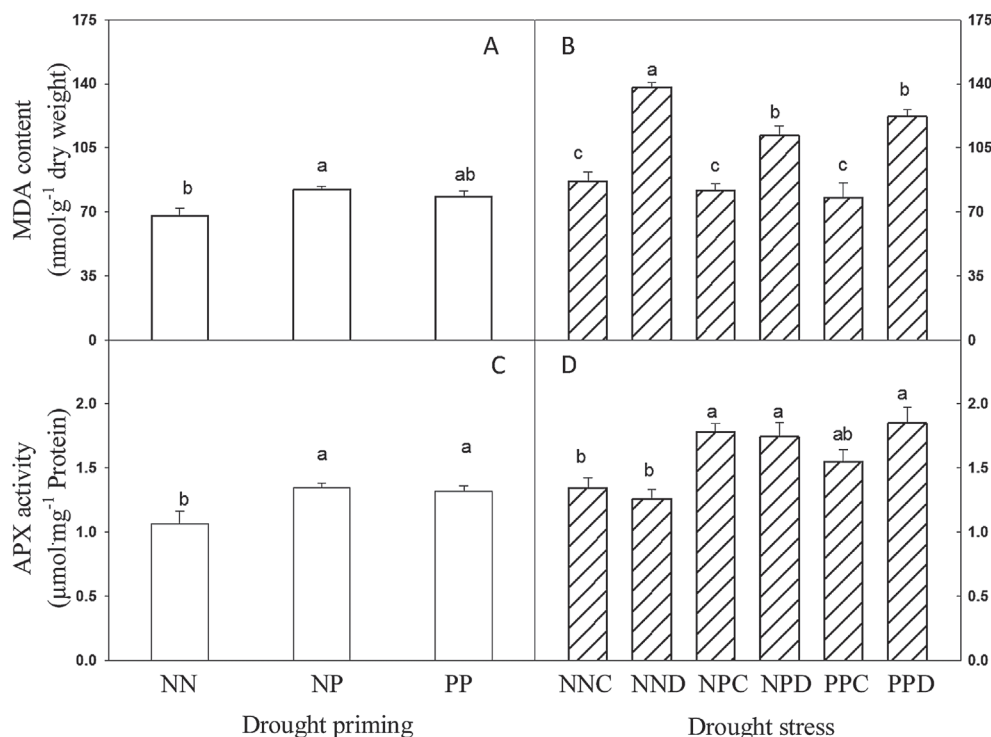 175
140
105
70
35
0
MDA content
(nmol·g⁻¹ dry weight)
A
b
a
ab
B
c
a
c
b
c
b
175
140
105
70
35
0
2.0
1.5
1.0
0.5
0.0
APX activity
(μmol·mg⁻¹ Protein)
C
b
a
a
D
b
b
a
a
ab
a
2.0
1.5
1.0
0.5
0.0
NN NP PP NNC NND NPC NPD PPC PPD
Drought priming Drought stress